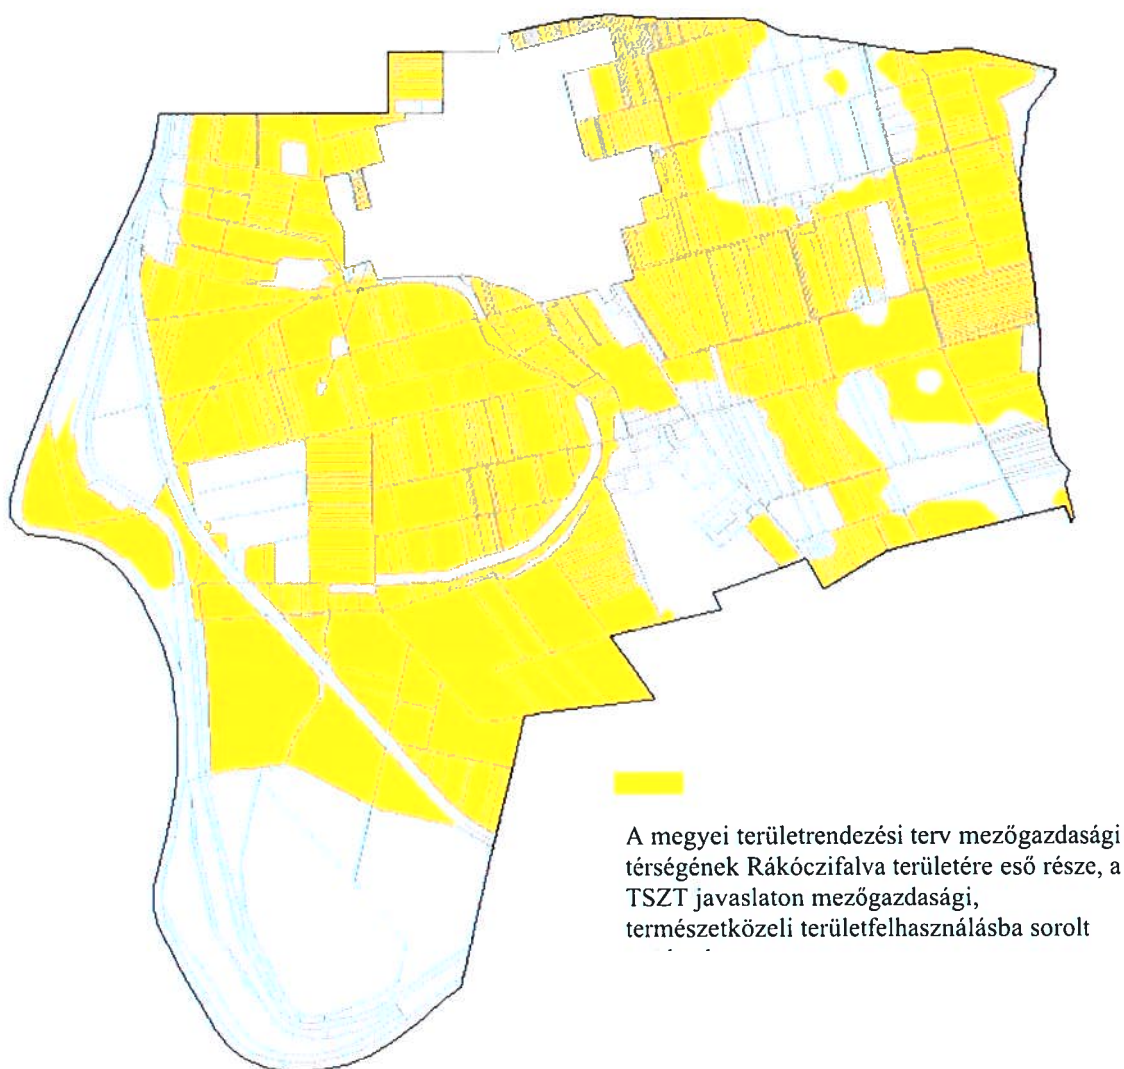 A megyei területrendezési terv mezőgazdasági
térségének Rákóczifalva területére eső része, a
TSZT javaslaton mezőgazdasági,
természetközeli területfelhasználásba sorolt